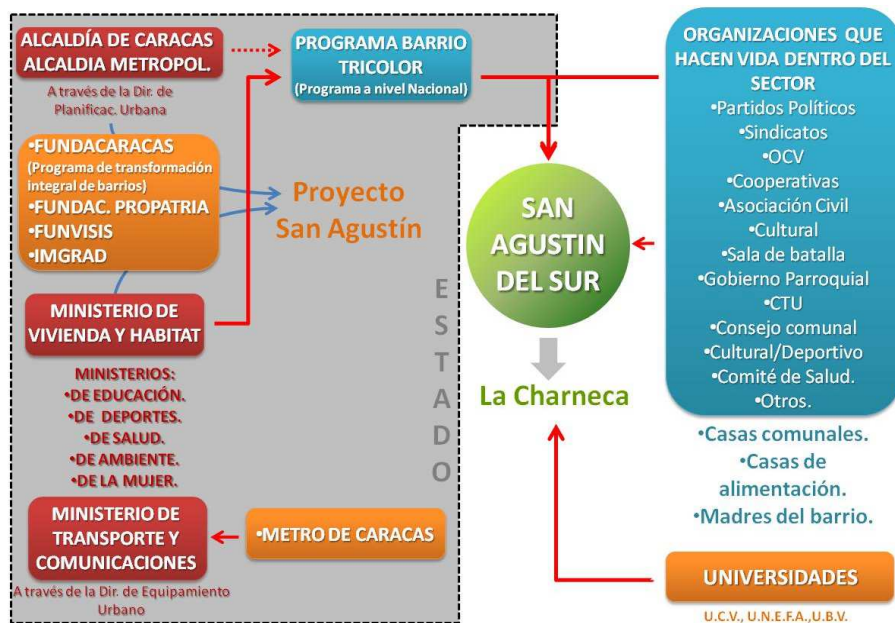 ALCALDÍA DE CARACAS
ALCALDIA METROPOL.
A través de la Dir. de
Planificac. Urbana
•FUNDACARACAS
(Programa de transformación
integral de barrios)
•FUNDAC. PROPATRIA
•FUNVISIS
•IMGRAD
MINISTERIO DE
VIVIENDA Y HABITAT
MINISTERIOS:
•DE EDUCACIÓN.
•DE DEPORTES.
•DE SALUD.
•DE AMBIENTE.
•DE LA MUJER.
MINISTERIO DE
TRANSPORTE Y
COMUNICACIONES
A través de la Dir. de Equipamiento
Urbano
PROGRAMA BARRIO
TRICOLOR
(Programa a nivel Nacional)
Proyecto
San Agustín
•METRO DE CARACAS
ESTADO
SAN
AGUSTIN
DEL SUR
La Charneca
ORGANIZACIONES QUE
HACEN VIDA DENTRO DEL
SECTOR
•Partidos Políticos
•Sindicatos
•OCV
•Cooperativas
•Asociación Civil
•Cultural
•Sala de batalla
•Gobierno Parroquial
•CTU
•Consejo comunal
•Cultural/Deportivo
•Comité de Salud.
•Otros.
•Casas comunales.
•Casas de
alimentación.
•Madres del barrio.
UNIVERSIDADES
U.C.V., U.N.E.F.A.,U.B.V.